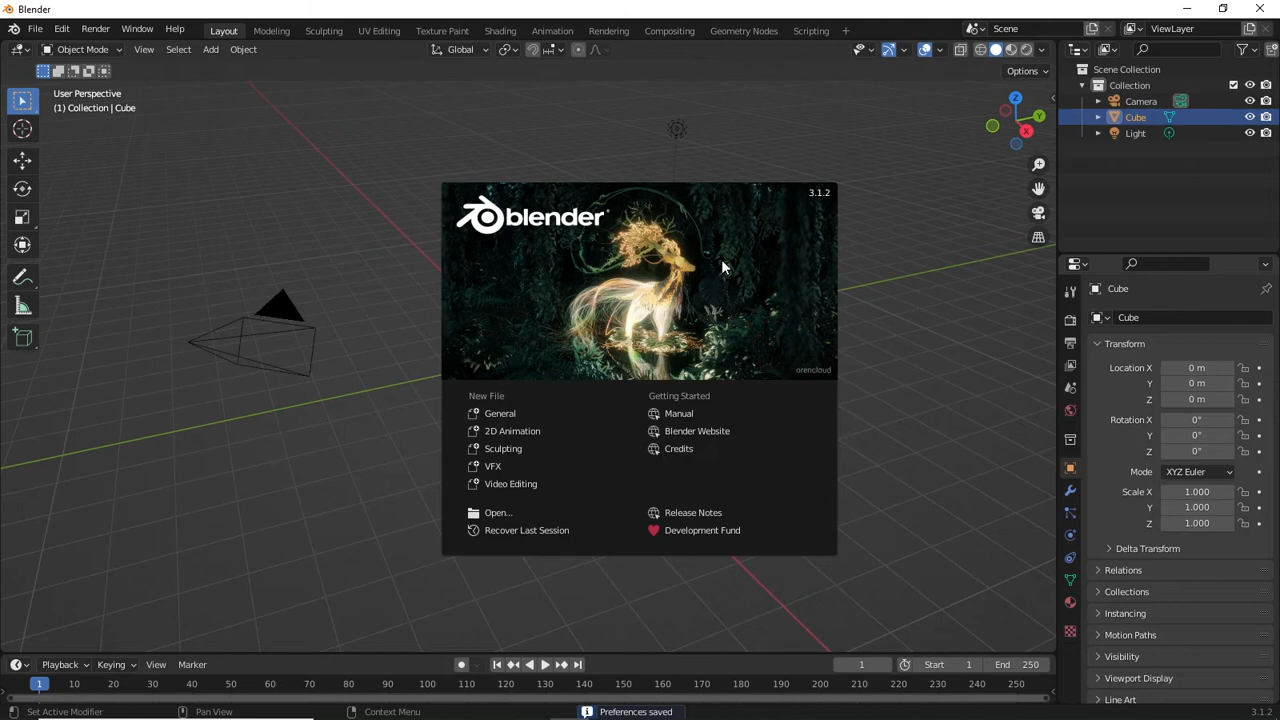 Blender
File Edit Render Window Help
Layout Modeling Sculpting UV Editing Texture Paint Shading Animation Rendering Compositing Geometry Nodes Scripting +
Scene
ViewLayer
Object Mode View Select Add Object
Global
Options
User Perspective
(1) Collection | Cube
Z
Y
X
Scene Collection
Collection
Camera
Cube
Light
3.1.2
blender
orencloud
New File
General
2D Animation
Sculpting
VFX
Video Editing
Open...
Recover Last Session
Getting Started
Manual
Blender Website
Credits
Release Notes
Development Fund
Cube
Cube
Transform
Location X 0 m
Y 0 m
Z 0 m
Rotation X 0°
Y 0°
Z 0°
Mode XYZ Euler
Scale X 1.000
Y 1.000
Z 1.000
Delta Transform
Relations
Collections
Instancing
Motion Paths
Visibility
Viewport Display
Line Art
Playback Keying View Marker
1 Start 1 End 250
1 10 20 30 40 50 60 70 80 90 100 110 120 130 140 150 160 170 180 190 200 210 220 230 240 250
Set Active Modifier Pan View Context Menu Preferences saved 3.1.2